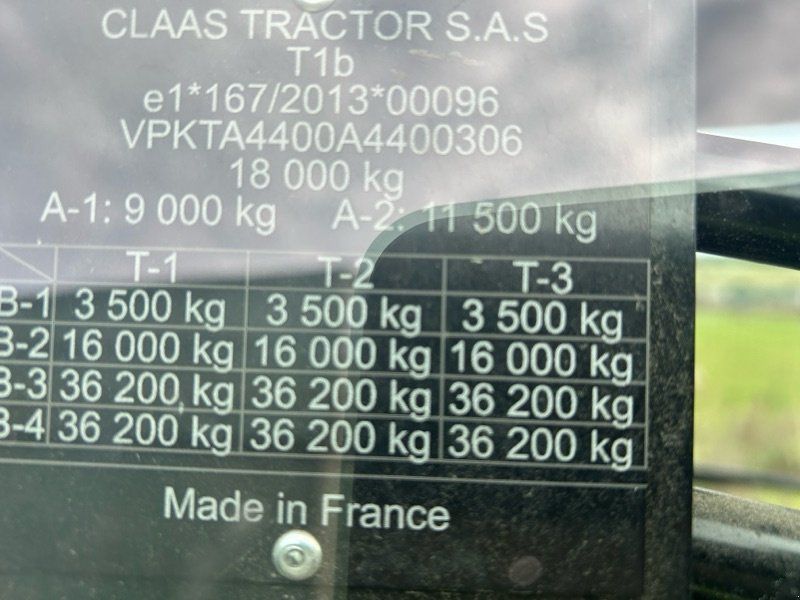 CLAAS TRACTOR S.A.S
T1b
e1*167/2013*00096
VPKTA4400A4400306
18 000 kg
A-1: 9 000 kg A-2: 11 500 kg
T-1 T-2 T-3
B-1 3 500 kg 3 500 kg 3 500 kg
B-2 16 000 kg 16 000 kg 16 000 kg
B-3 36 200 kg 36 200 kg 36 200 kg
B-4 36 200 kg 36 200 kg 36 200 kg
Made in France